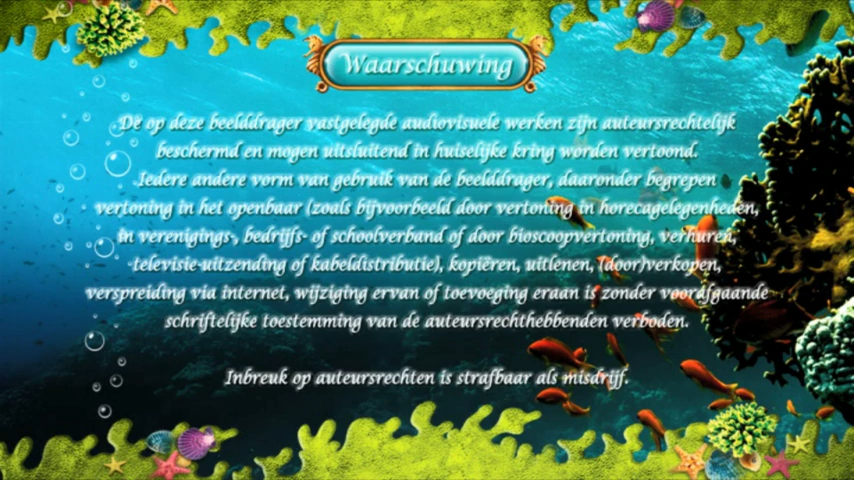 Waarschuwing
De op deze beelddrager vastgelegde audiovisuele werken zijn auteursrechtelijk
beschermd en mogen uitsluitend in huiselijke kring worden vertoond.
Iedere andere vorm van gebruik van de beelddrager, daaronder begrepen
vertoning in het openbaar (zoals bijvoorbeeld door vertoning in horecagelegenheden,
in verenigings-, bedrijfs- of schoolverband of door bioscoopvertoning, verhuren,
televisie-uitzending of kabeldistributie), kopiëren, uitlenen, (door)verkopen,
verspreiding via internet, wijziging ervan of toevoeging eraan is zonder voorafgaande
schriftelijke toestemming van de auteursrechthebbenden verboden.
Inbreuk op auteursrechten is strafbaar als misdrijf.